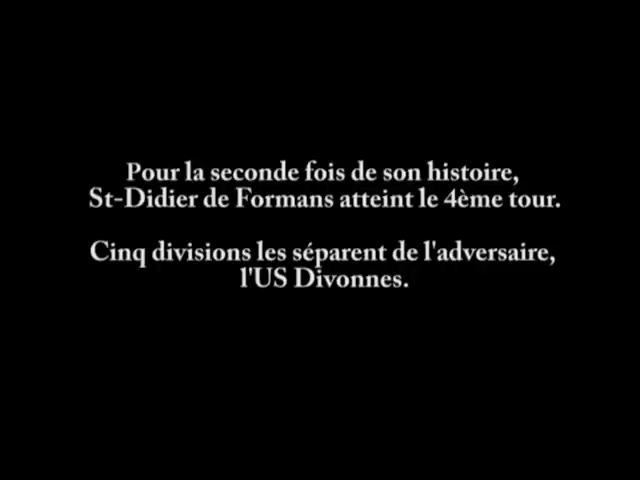 Pour la seconde fois de son histoire,
St-Didier de Formans atteint le 4ème tour.
Cinq divisions les séparent de l'adversaire,
l'US Divonnes.